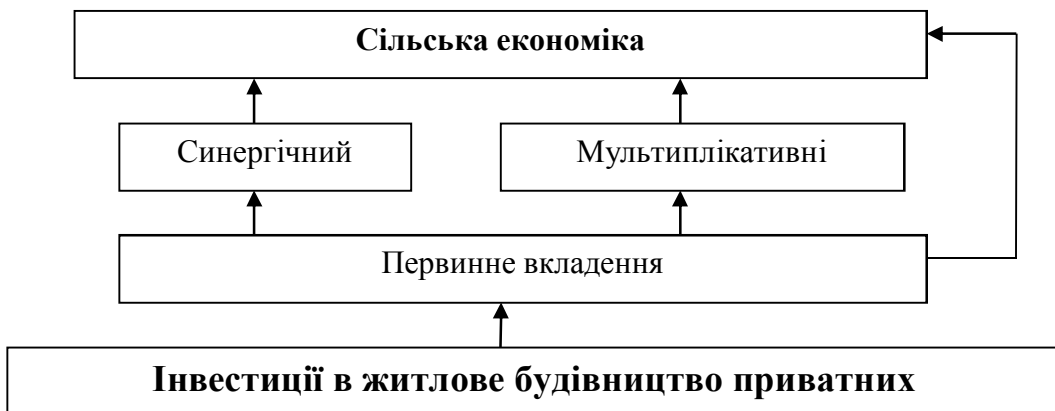 Сільська економіка
Синергічний
Мультиплікативні
Первинне вкладення
Інвестиції в житлове будівництво приватних